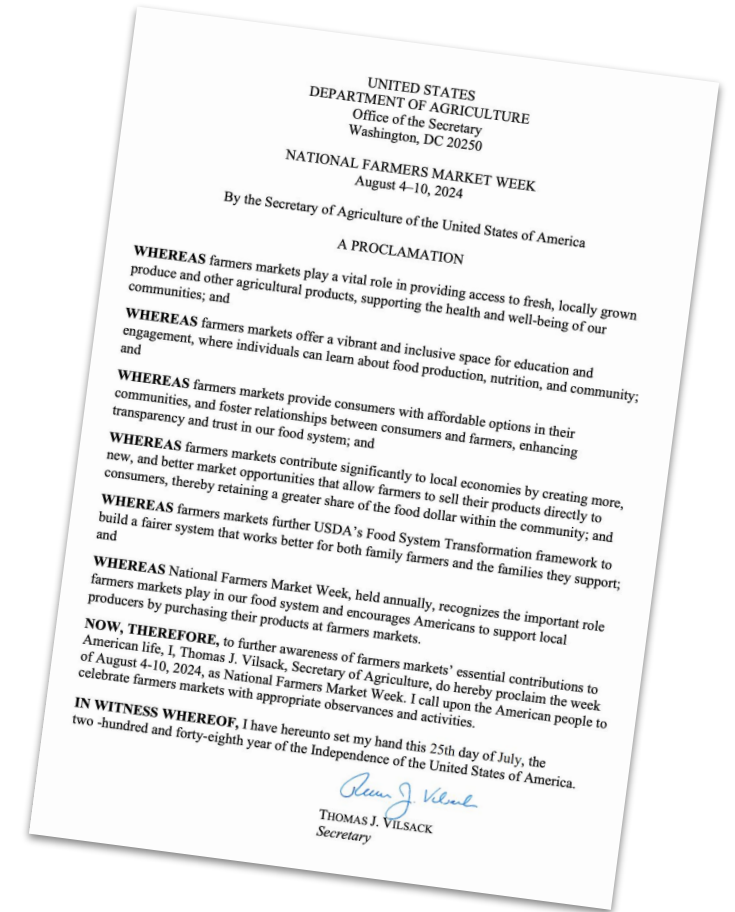 UNITED STATES
DEPARTMENT OF AGRICULTURE
Office of the Secretary
Washington, DC 20250
NATIONAL FARMERS MARKET WEEK
August 4–10, 2024
By the Secretary of Agriculture of the United States of America
A PROCLAMATION
WHEREAS farmers markets play a vital role in providing access to fresh, locally grown
produce and other agricultural products, supporting the health and well-being of our
communities; and
WHEREAS farmers markets offer a vibrant and inclusive space for education and
engagement, where individuals can learn about food production, nutrition, and community;
and
WHEREAS farmers markets provide consumers with affordable options in their
communities, and foster relationships between consumers and farmers, enhancing
transparency and trust in our food system; and
WHEREAS farmers markets contribute significantly to local economies by creating more,
new, and better market opportunities that allow farmers to sell their products directly to
consumers, thereby retaining a greater share of the food dollar within the community; and
WHEREAS farmers markets further USDA’s Food System Transformation framework to
build a fairer system that works better for both family farmers and the families they support;
and
WHEREAS National Farmers Market Week, held annually, recognizes the important role
farmers markets play in our food system and encourages Americans to support local
producers by purchasing their products at farmers markets.
NOW, THEREFORE, to further awareness of farmers markets’ essential contributions to
American life, I, Thomas J. Vilsack, Secretary of Agriculture, do hereby proclaim the week
of August 4-10, 2024, as National Farmers Market Week. I call upon the American people to
celebrate farmers markets with appropriate observances and activities.
IN WITNESS WHEREOF, I have hereunto set my hand this 25th day of July, the
two -hundred and forty-eighth year of the Independence of the United States of America.
THOMAS J. VILSACK
Secretary